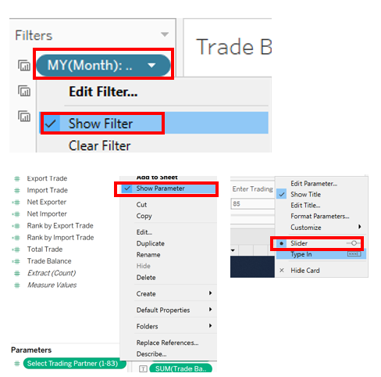 Filters
Trade B
MY(Month): ..
Edit Filter...
Show Filter
Clear Filter
Export Trade
Import Trade
Net Exporter
Net Importer
Rank by Export Trade
Rank by Import Trade
Total Trade
Trade Balance
Extract (Count)
Measure Values
Parameters
Select Trading Partner (1-83)
Add to Sheet
Show Parameter
Cut
Copy
Edit...
Duplicate
Rename
Hide
Delete
Create
Default Properties
Folders
Replace References...
Describe...
SUM(Trade Ba..
Enter Trading
85
Edit Parameter...
Show Title
Edit Title...
Format Parameters...
Customize
Slider
Type In
Hide Card